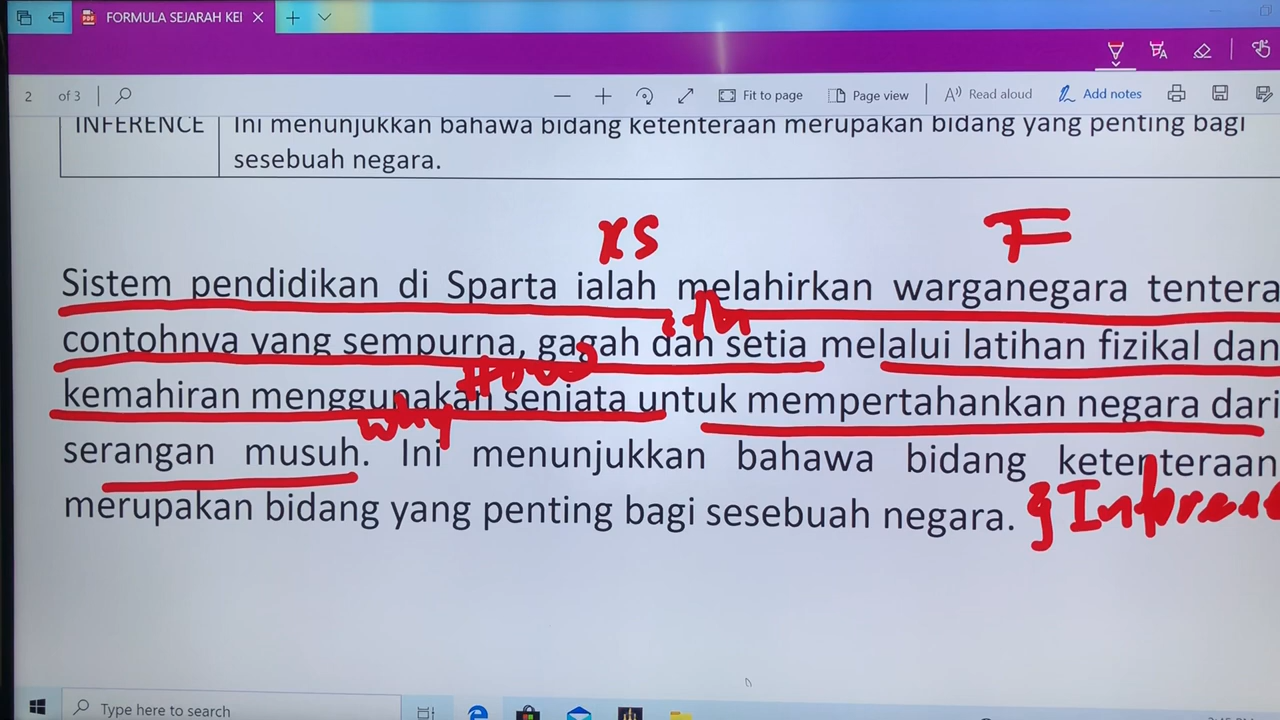 FORMULA SEJARAH KEI
2 of 3
Fit to page
Page view
Read aloud
Add notes
INFERENCE
Ini menunjukkan bahawa bidang ketenteraan merupakan bidang yang penting bagi
sesebuah negara.
KS F
Sistem pendidikan di Sparta ialah melahirkan warganegara tentera
contohnya yang sempurna, gagah dan setia melalui latihan fizikal dan
How
kemahiran menggunakan senjata untuk mempertahankan negara dari
why
serangan musuh. Ini menunjukkan bahawa bidang ketenteraan
merupakan bidang yang penting bagi sesebuah negara.
Type here to search